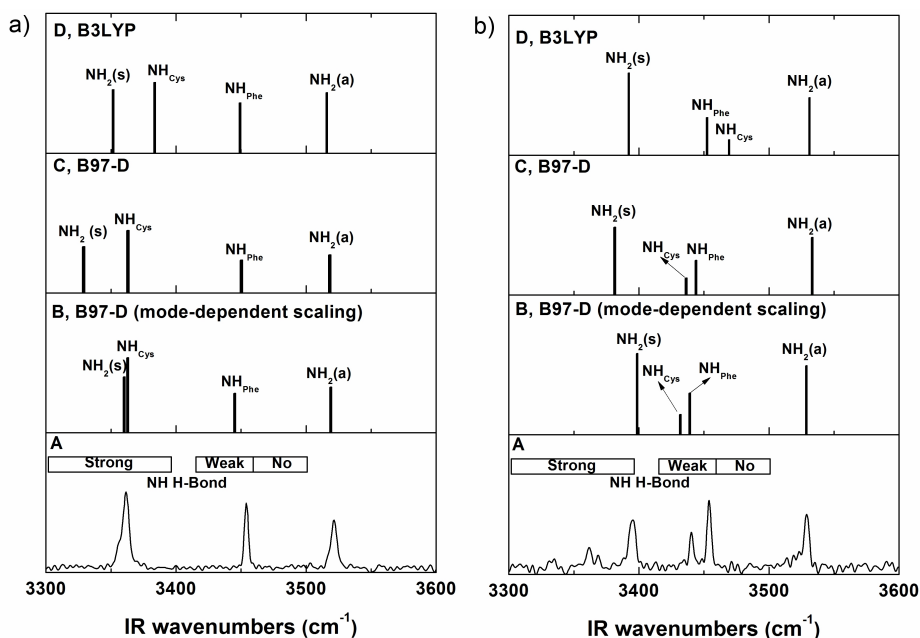 a)
D, B3LYP
NH2(s)
NHCys
NHPhe
NH2(a)
C, B97-D
NH2 (s)
NHCys
NHPhe
NH2(a)
B, B97-D (mode-dependent scaling)
NH2(s)
NHCys
NHPhe
NH2(a)
A
Strong
Weak
No
NH H-Bond
3300 3400 3500 3600
IR wavenumbers (cm-1)
b)
D, B3LYP
NH2(s)
NHPhe
NHCys
NH2(a)
C, B97-D
NH2(s)
NHCys
NHPhe
NH2(a)
B, B97-D (mode-dependent scaling)
NH2(s)
NHCys
NHPhe
NH2(a)
A
Strong
Weak
No
NH H-Bond
3300 3400 3500 3600
IR wavenumbers (cm-1)